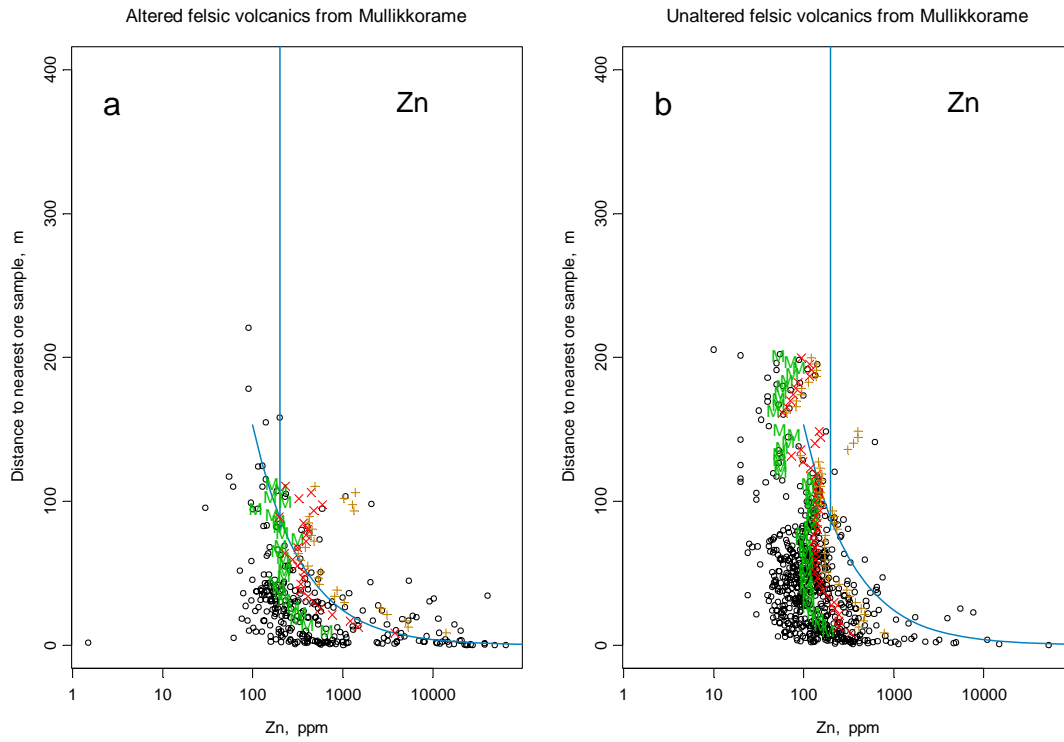 Altered felsic volcanics from Mullikkorame
a
Zn
Distance to nearest ore sample, m
400
300
200
100
0
1
10
100
1000
10000
Zn, ppm
Unaltered felsic volcanics from Mullikkorame
b
Zn
Distance to nearest ore sample, m
400
300
200
100
0
1
10
100
1000
10000
Zn, ppm